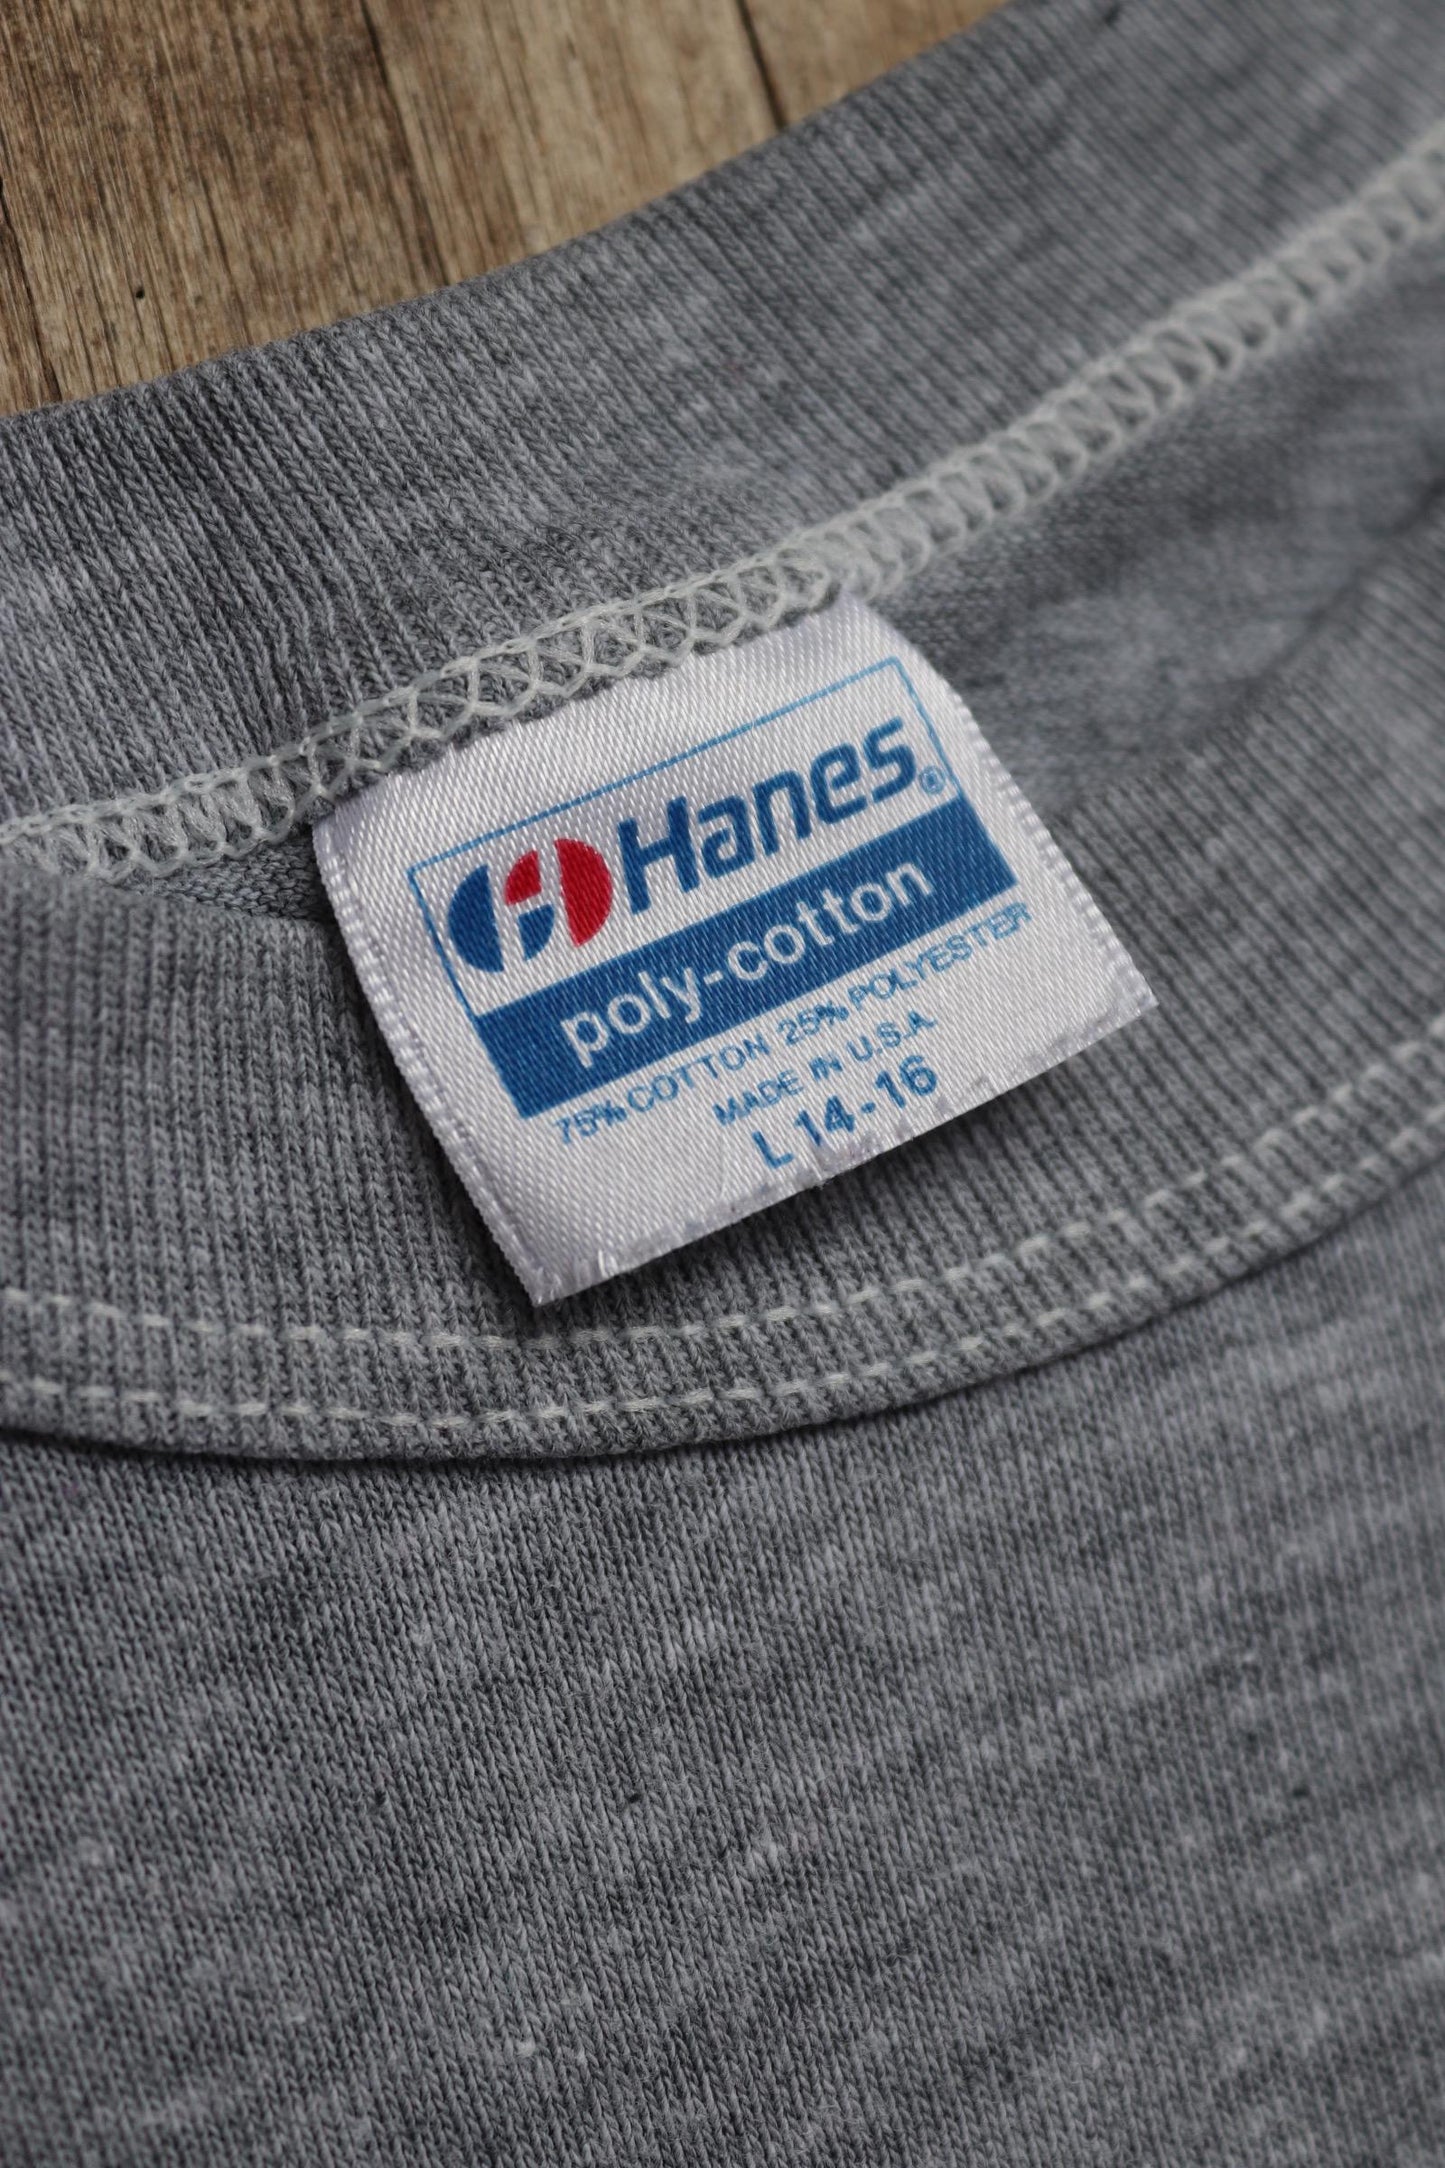 Hanes®
poly-cotton
75% COTTON 25% POLYESTER
MADE IN U.S.A.
L 14-16